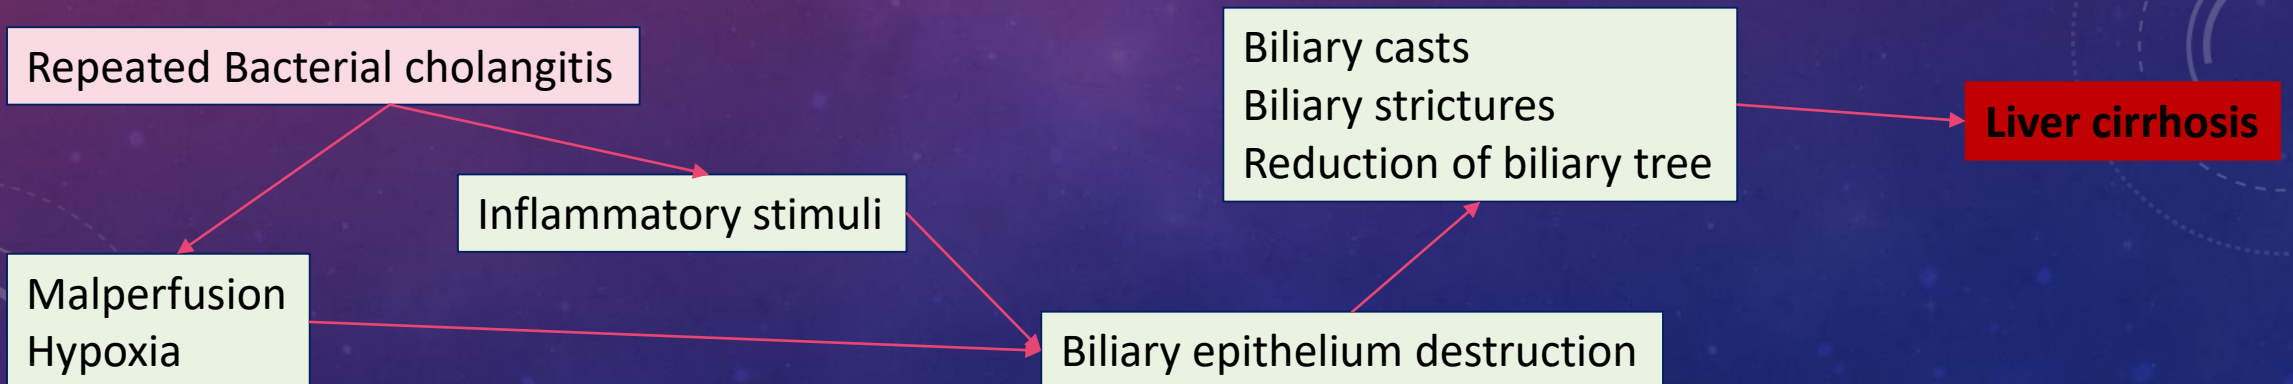 Repeated Bacterial cholangitis
Inflammatory stimuli
Malperfusion
Hypoxia
Biliary epithelium destruction
Biliary casts
Biliary strictures
Reduction of biliary tree
Liver cirrhosis